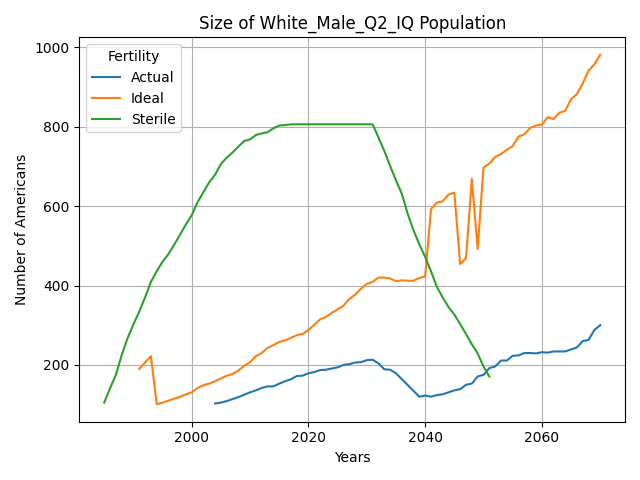 Size of White_Male_Q2_IQ Population
Fertility
Actual
Ideal
Sterile
Number of Americans
1000
800
600
400
200
2000
2020
2040
2060
Years